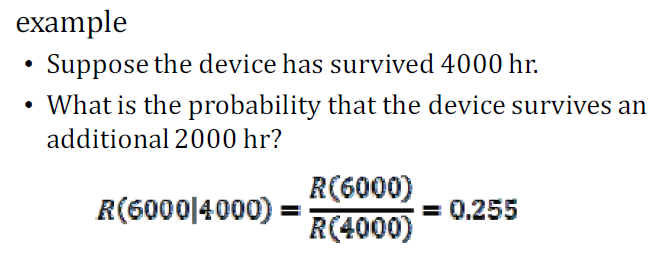 example
• Suppose the device has survived 4000 hr.
• What is the probability that the device survives an
additional 2000 hr?
R(6000|4000) = R(6000) / R(4000) = 0.255